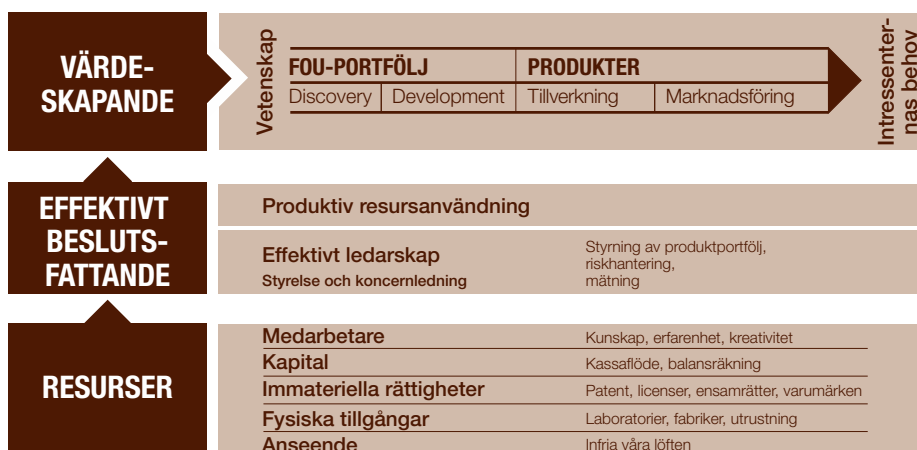 VÄRDE-
SKAPANDE
Vetenskap
FOU-PORTFÖLJ PRODUKTER
Discovery Development Tillverkning Marknadsföring
Intressenter-
nas behov
EFFEKTIVT
BESLUTS-
FATTANDE
Produktiv resursanvändning
Effektivt ledarskap
Styrelse och koncernledning
Styrning av produktportfölj,
riskhantering,
mätning
RESURSER
Medarbetare Kunskap, erfarenhet, kreativitet
Kapital Kassaflöde, balansräkning
Immateriella rättigheter Patent, licenser, ensamrätter, varumärken
Fysiska tillgångar Laboratorier, fabriker, utrustning
Anseende Infria våra löften